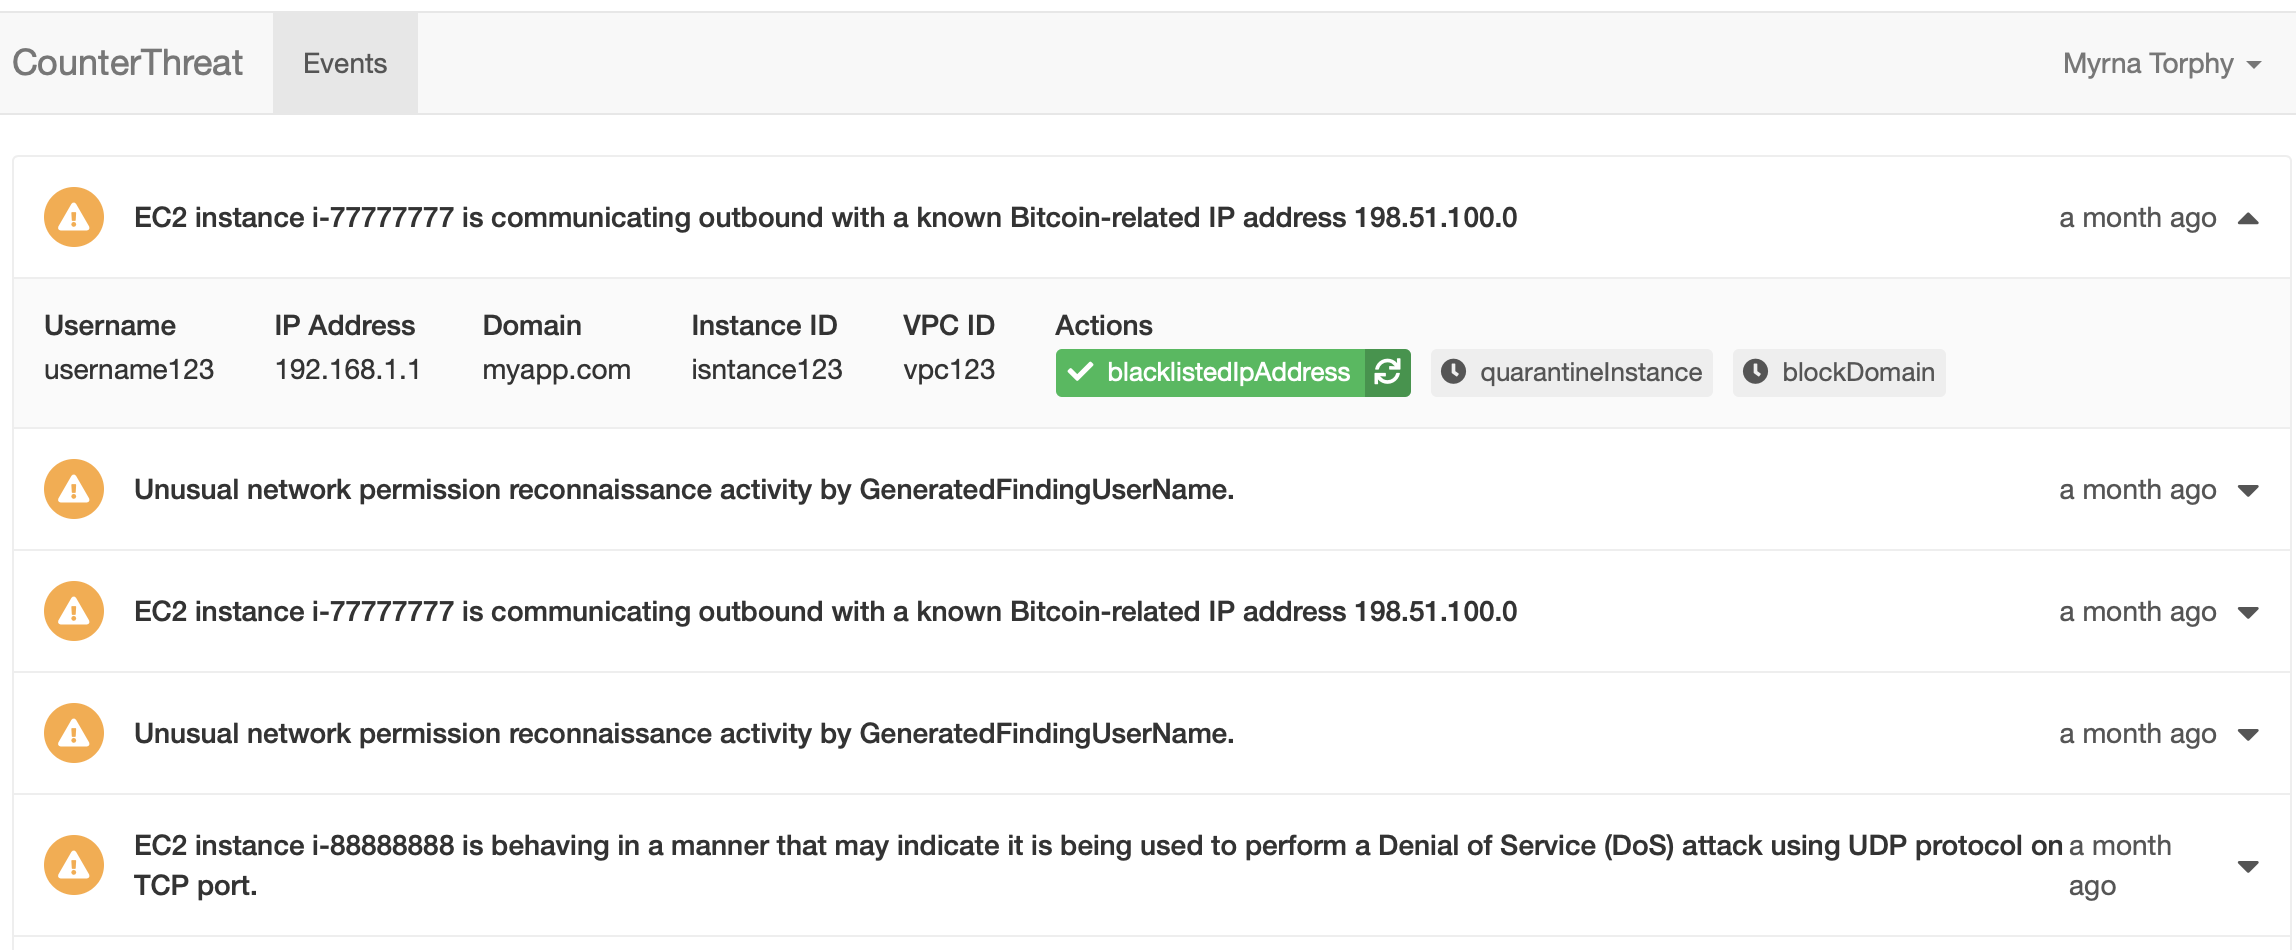 CounterThreat
Events
Myrna Torphy
EC2 instance i-77777777 is communicating outbound with a known Bitcoin-related IP address 198.51.100.0
a month ago
Username
IP Address
Domain
Instance ID
VPC ID
Actions
username123
192.168.1.1
myapp.com
isntance123
vpc123
blacklistedIpAddress
quarantineInstance
blockDomain
Unusual network permission reconnaissance activity by GeneratedFindingUserName.
a month ago
EC2 instance i-77777777 is communicating outbound with a known Bitcoin-related IP address 198.51.100.0
a month ago
Unusual network permission reconnaissance activity by GeneratedFindingUserName.
a month ago
EC2 instance i-88888888 is behaving in a manner that may indicate it is being used to perform a Denial of Service (DoS) attack using UDP protocol on
TCP port.
a month
ago